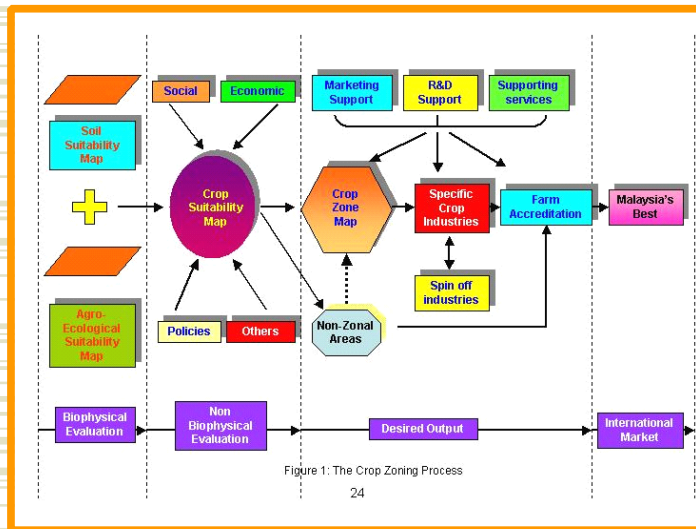 Social
Economic
Marketing
Support
R&D
Support
Supporting
services
Soil
Suitability
Map
Crop
Suitability
Map
Crop
Zone
Map
Specific
Crop
Industries
Farm
Accreditation
Malaysia's
Best
Spin off
industries
Agro-
Ecological
Suitability
Map
Policies
Others
Non-Zonal
Areas
Biophysical
Evaluation
Non
Biophysical
Evaluation
Desired Output
International
Market
Figure 1: The Crop Zoning Process
24